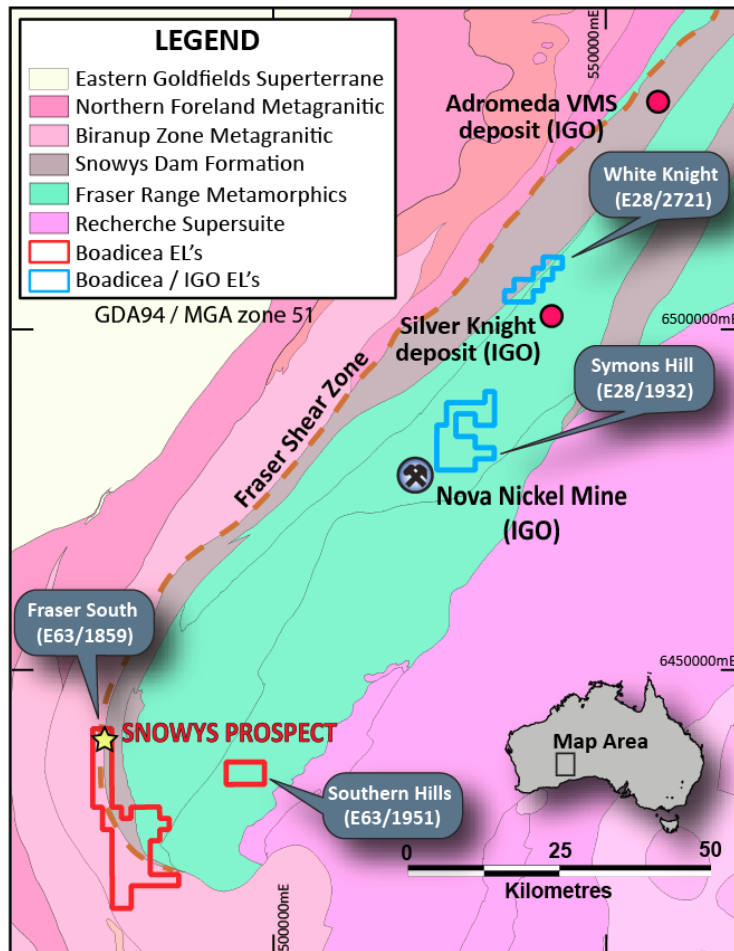 LEGEND
Eastern Goldfields Superterrane
Northern Foreland Metagranitic
Biranup Zone Metagranitic
Snowys Dam Formation
Fraser Range Metamorphics
Recherche Supersuite
Boadicea EL's
Boadicea / IGO EL's
GDA94 / MGA zone 51
550000mE
Adromeda VMS
deposit (IGO)
White Knight
(E28/2721)
6500000mE
Silver Knight
deposit (IGO)
Symons Hill
(E28/1932)
Fraser Shear Zone
Nova Nickel Mine
(IGO)
Fraser South
(E63/1859)
6450000mE
SNOWYS PROSPECT
Map Area
Southern Hills
(E63/1951)
0 25 50
Kilometres
500000mE